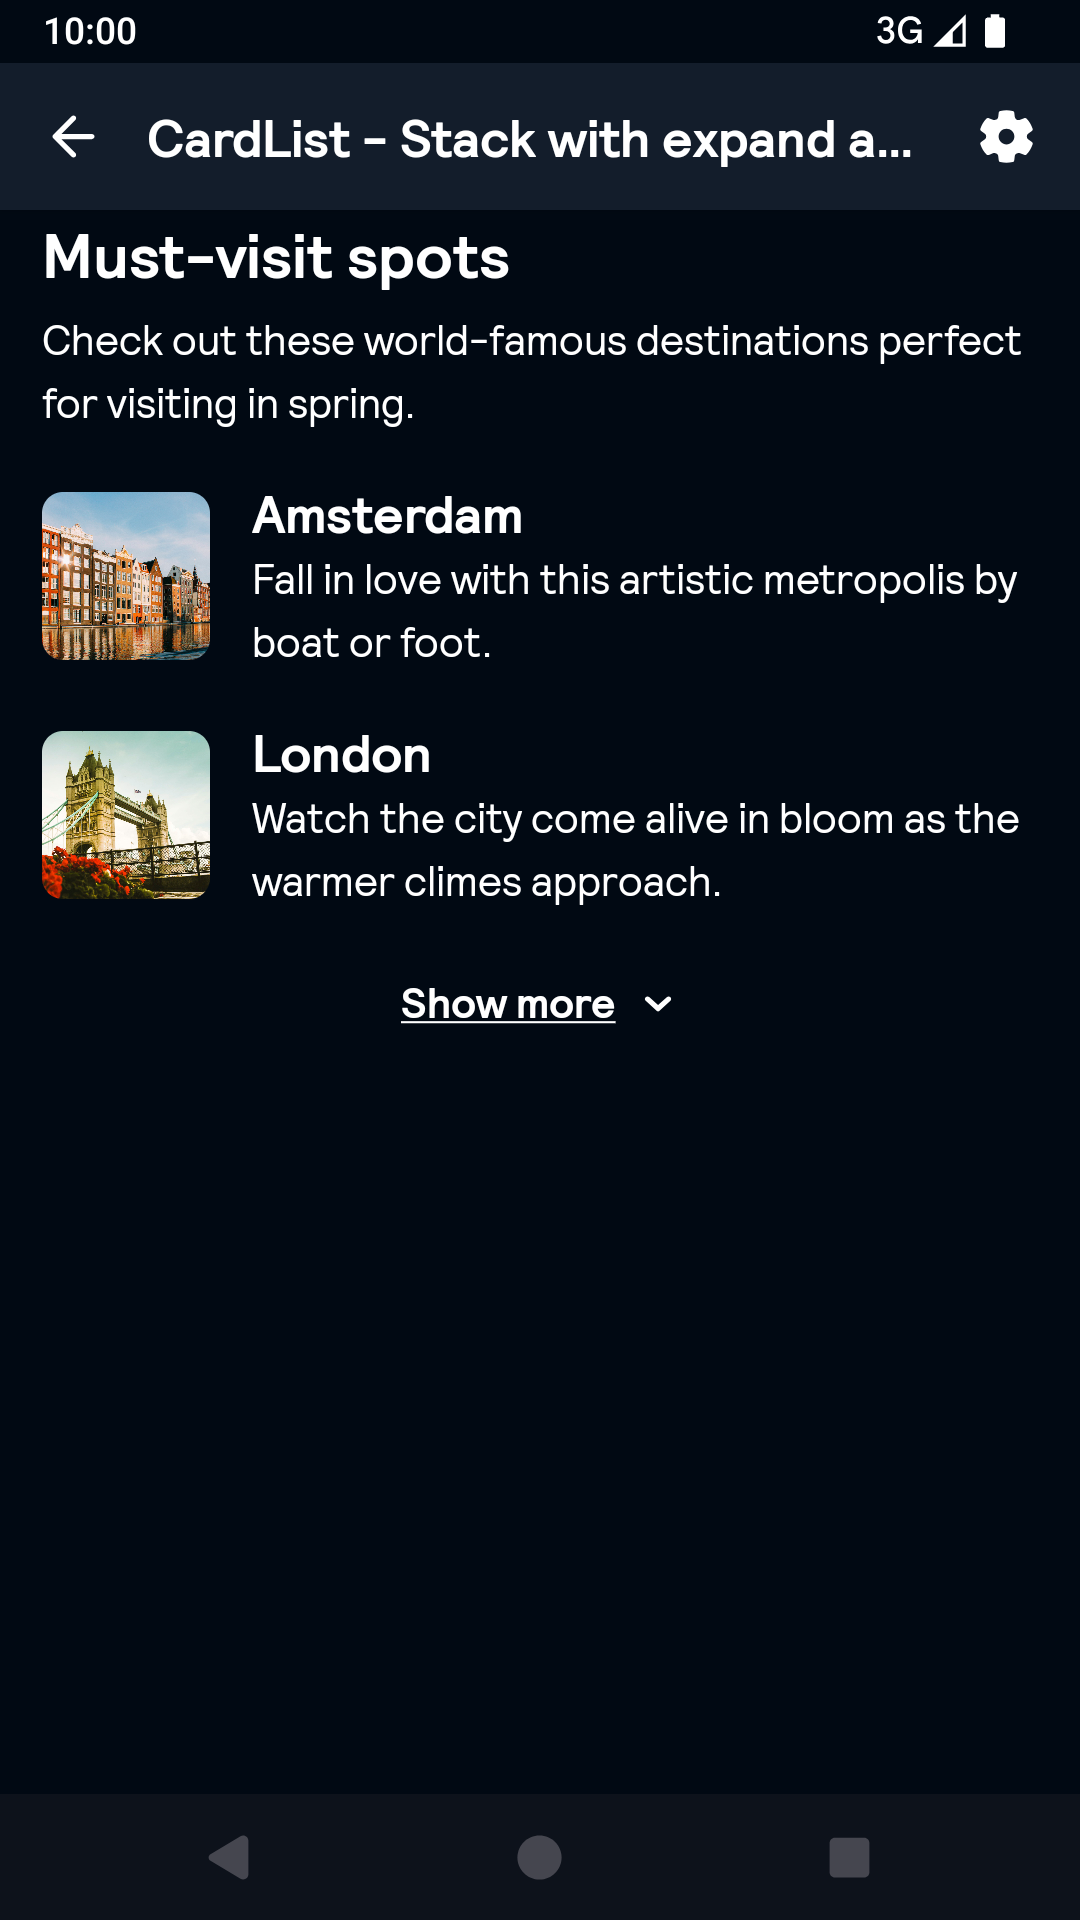 10:00
3G
CardList - Stack with expand a...
Must-visit spots
Check out these world-famous destinations perfect
for visiting in spring.
Amsterdam
Fall in love with this artistic metropolis by
boat or foot.
London
Watch the city come alive in bloom as the
warmer climes approach.
Show more